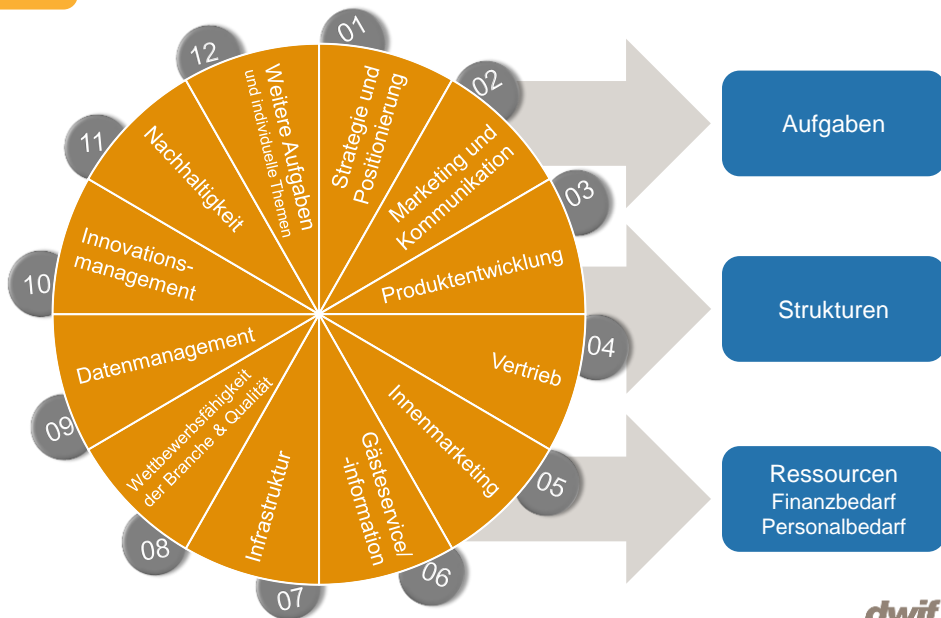 01
Strategie und
Positionierung
02
Marketing und
Kommunikation
03
Produktentwicklung
04
Vertrieb
05
Innenmarketing
06
Gästeservice/
-information
07
Infrastruktur
08
Wettbewerbsfähigkeit
der Branche & Qualität
09
Datenmanagement
10
Innovations-
management
11
Nachhaltigkeit
12
Weitere Aufgaben
und individuelle Themen
Aufgaben
Strukturen
Ressourcen
Finanzbedarf
Personalbedarf
dwif